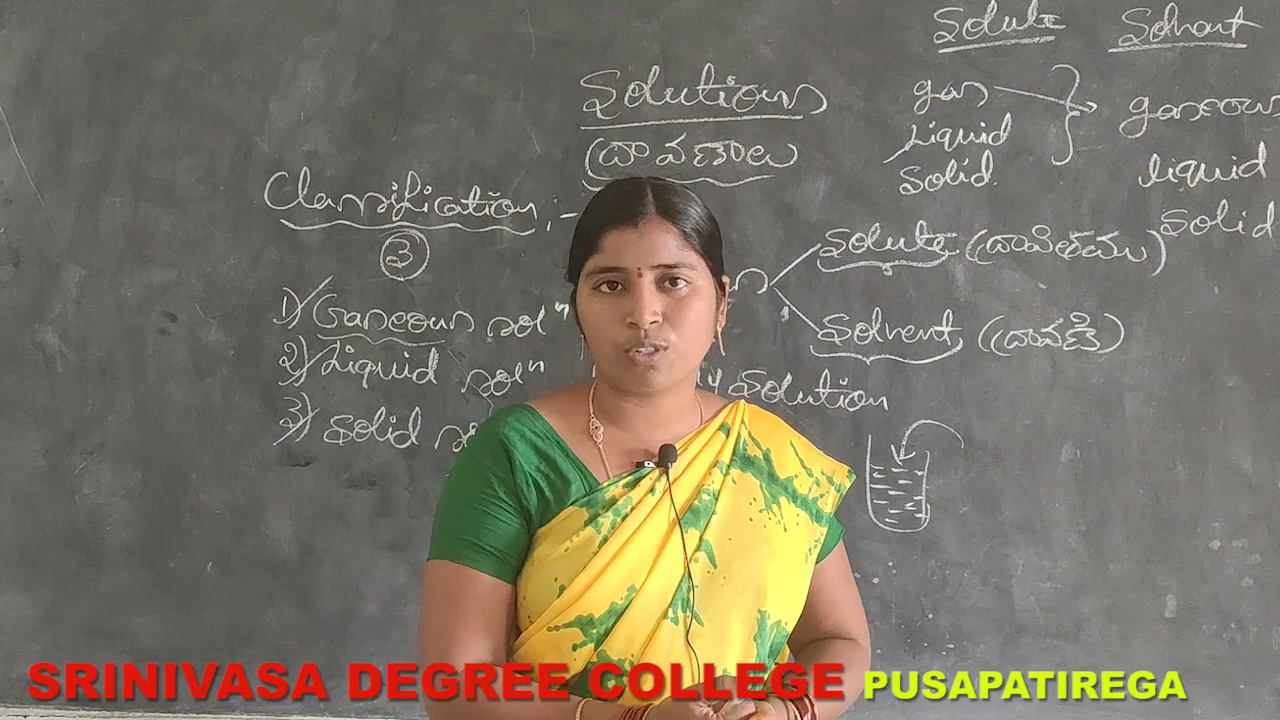 Solute Solvent
Solutions
(ద్రావణాలు)
gas gaseous
Liquid liquid
Solid. solid
Classification :-
3
Solute (ద్రావితము)
Solvent (ద్రావణి)
1) Gaseous solⁿ
2) Liquid solⁿ
3) solid
Solution
SRINIVASA DEGREE COLLEGE PUSAPATIREGA